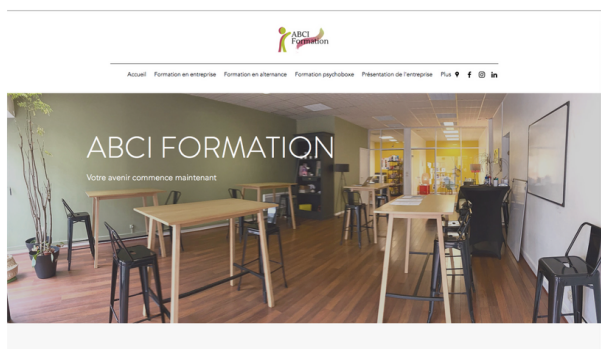 ABCI
Formation
Accueil Formation en entreprise Formation en alternance Formation psychoboxe Présentation de l'entreprise Plus
ABCI FORMATION
Votre avenir commence maintenant